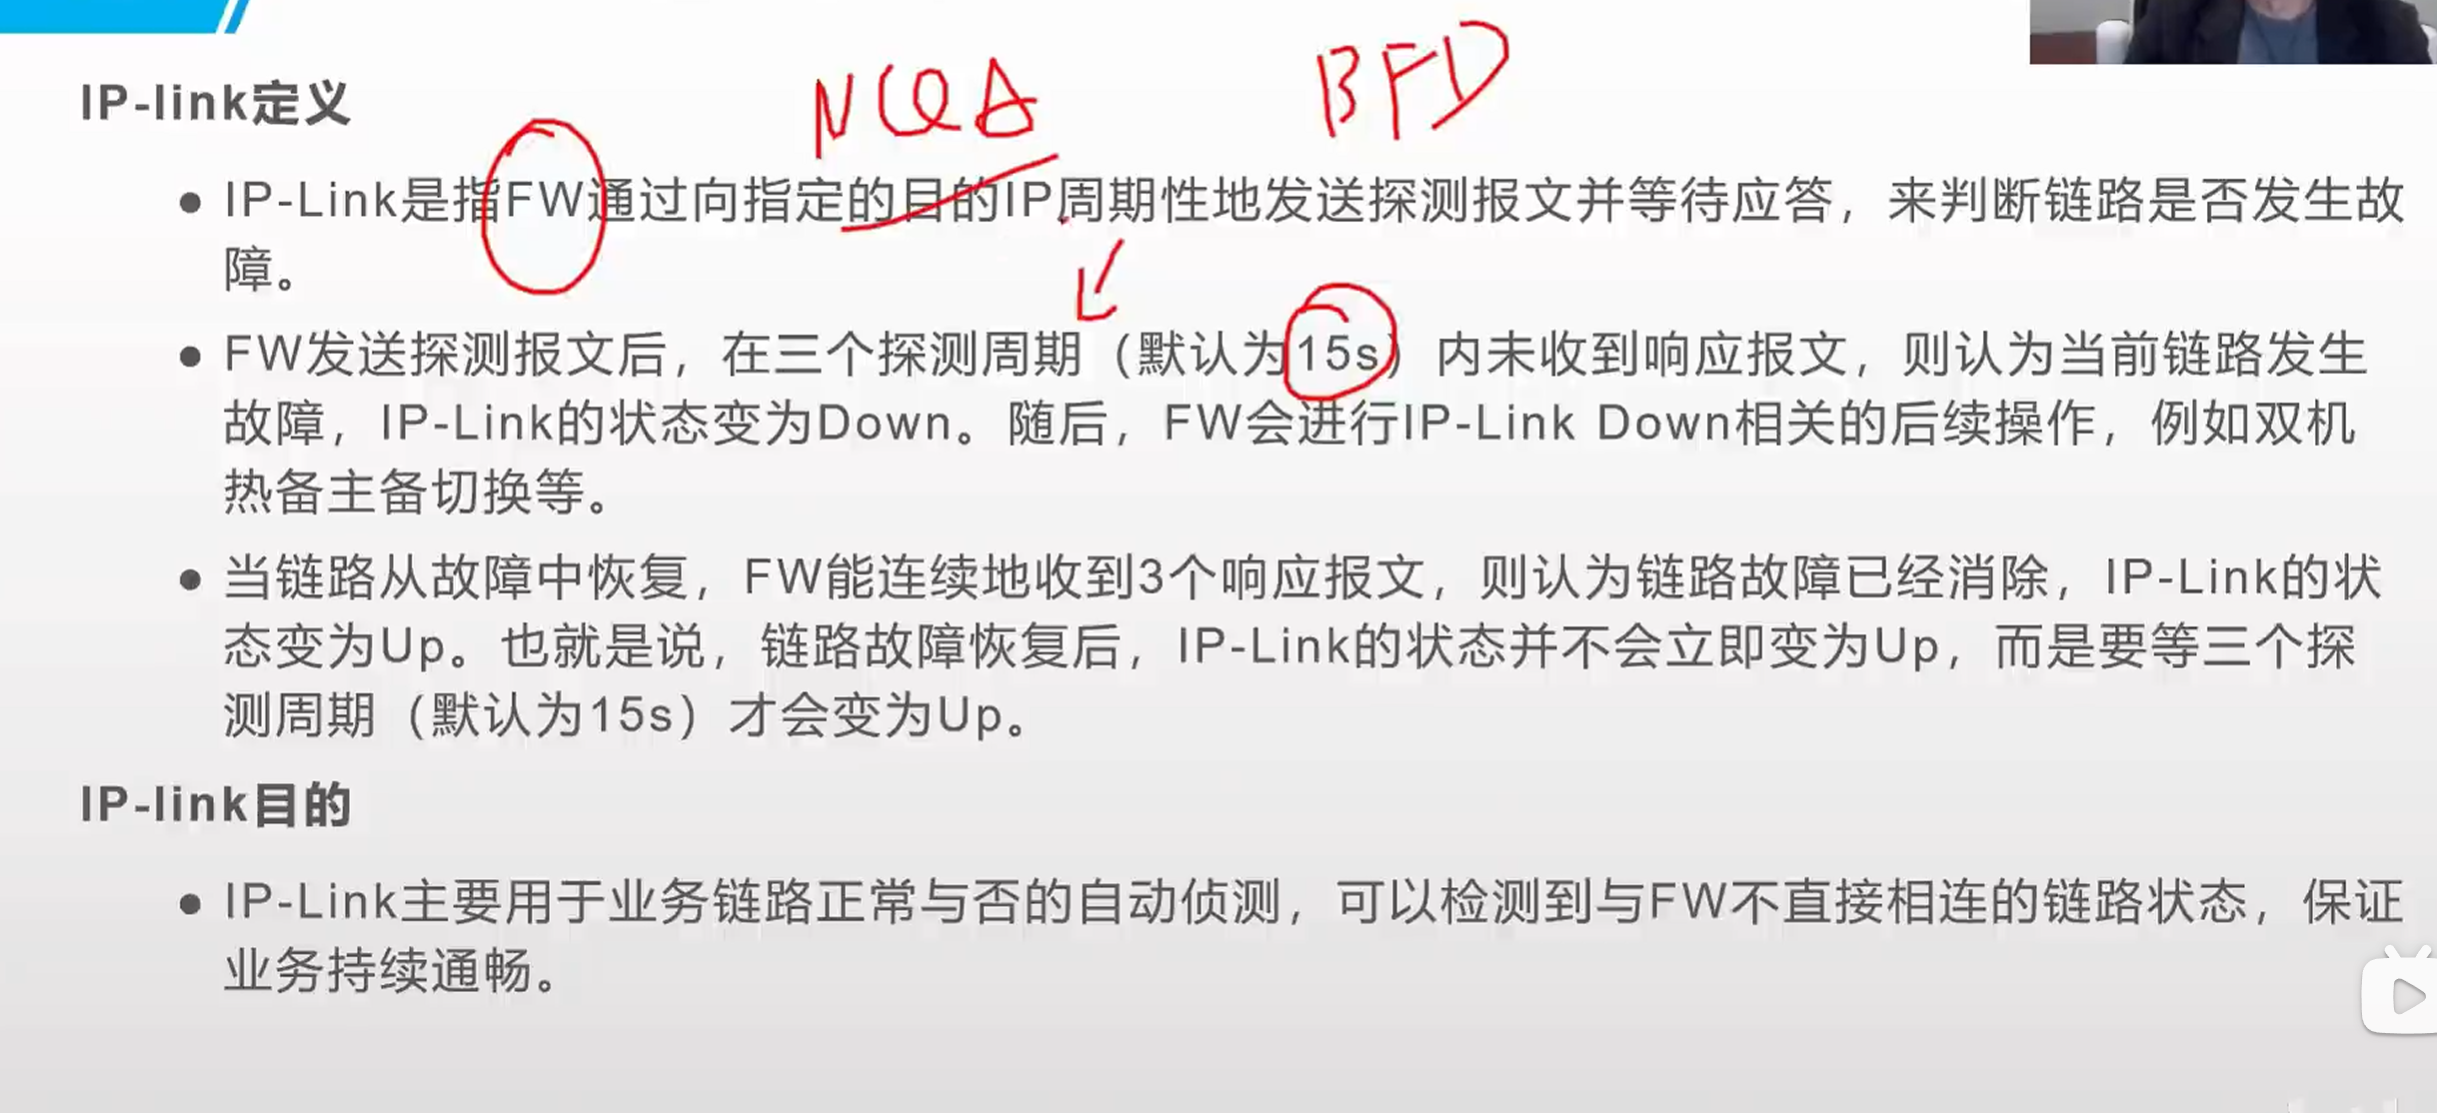 NQA BFD
IP-link定义
IP-Link是指FW通过向指定的目的IP周期性地发送探测报文并等待应答，来判断链路是否发生故
障。
FW发送探测报文后，在三个探测周期（默认为15s）内未收到响应报文，则认为当前链路发生
故障，IP-Link的状态变为Down。随后，FW会进行IP-Link Down相关的后续操作，例如双机
热备主备切换等。
当链路从故障中恢复，FW能连续地收到3个响应报文，则认为链路故障已经消除，IP-Link的状
态变为Up。也就是说，链路故障恢复后，IP-Link的状态并不会立即变为Up，而是要等三个探
测周期（默认为15s）才会变为Up。
IP-link目的
IP-Link主要用于业务链路正常与否的自动侦测，可以检测到与FW不直接相连的链路状态，保证
业务持续通畅。